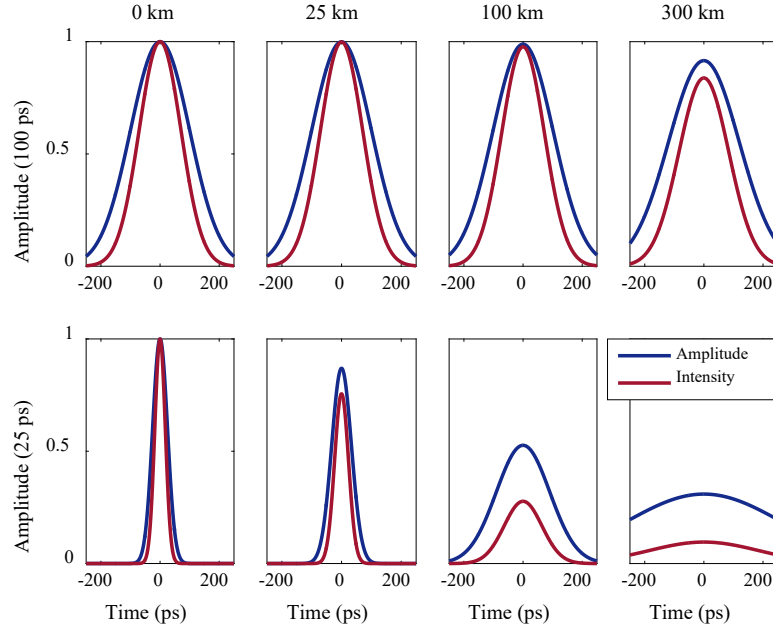 0 km 25 km 100 km 300 km
Amplitude (100 ps)
1
0.5
0
-200 0 200 -200 0 200 -200 0 200 -200 0 200
Amplitude (25 ps)
1
0.5
0
Amplitude
Intensity
-200 0 200 -200 0 200 -200 0 200 -200 0 200
Time (ps) Time (ps) Time (ps) Time (ps)